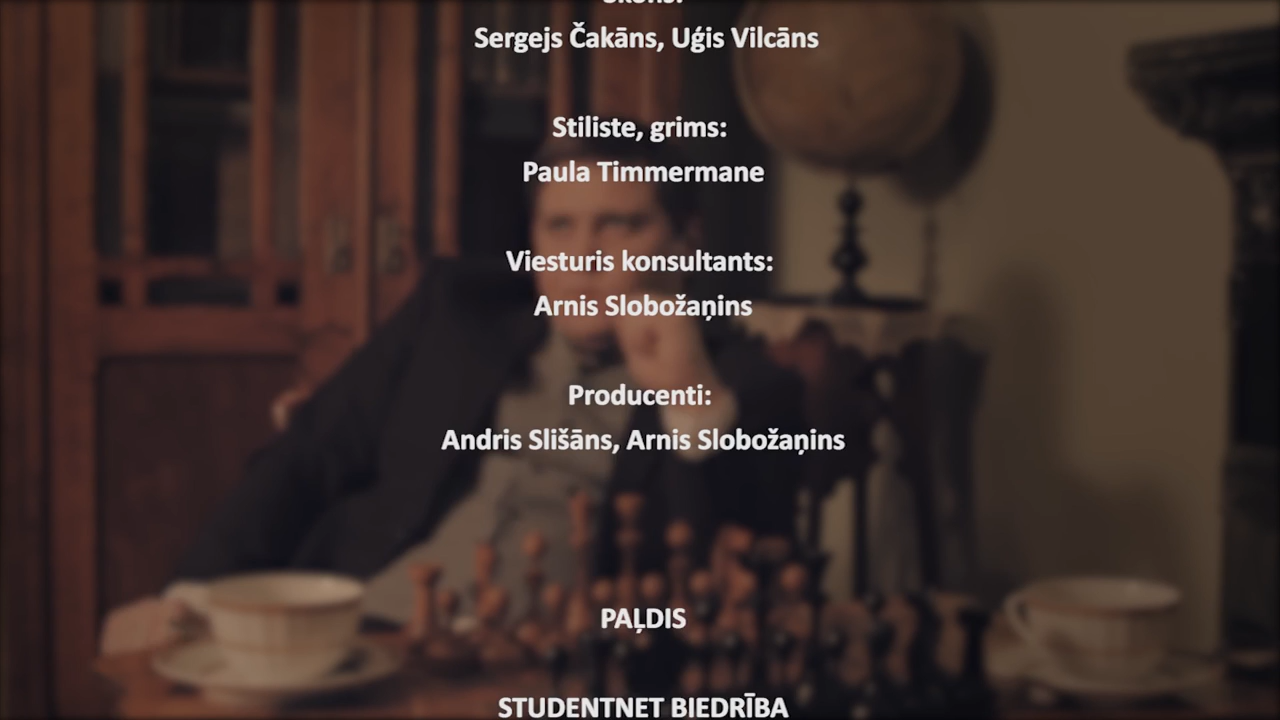 Sergejs Čakāns, Uģis Vilcāns
Stiliste, grims:
Paula Timmermane
Viesturis konsultants:
Arnis Slobožaņins
Producenti:
Andris Slišāns, Arnis Slobožaņins
PAĻDIS
STUDENTNET BIEDRĪBA